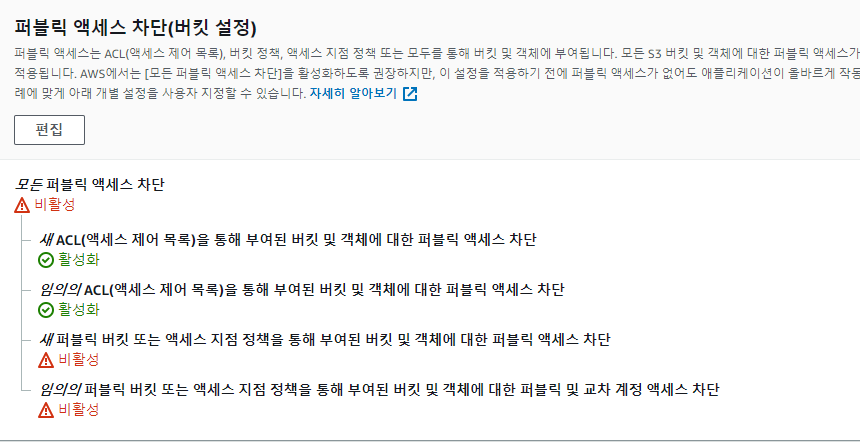 퍼블릭 액세스 차단(버킷 설정)
퍼블릭 액세스는 ACL(액세스 제어 목록), 버킷 정책, 액세스 지점 정책 또는 모두를 통해 버킷 및 객체에 부여됩니다. 모든 S3 버킷 및 객체에 대한 퍼블릭 액세스가
적용됩니다. AWS에서는 [모든 퍼블릭 액세스 차단]을 활성화하도록 권장하지만, 이 설정을 적용하기 전에 퍼블릭 액세스가 없어도 애플리케이션이 올바르게 작동
례에 맞게 아래 개별 설정을 사용자 지정할 수 있습니다. 자세히 알아보기
편집
모든 퍼블릭 액세스 차단
비활성
새 ACL(액세스 제어 목록)을 통해 부여된 버킷 및 객체에 대한 퍼블릭 액세스 차단
활성화
임의의 ACL(액세스 제어 목록)을 통해 부여된 버킷 및 객체에 대한 퍼블릭 액세스 차단
활성화
새 퍼블릭 버킷 또는 액세스 지점 정책을 통해 부여된 버킷 및 객체에 대한 퍼블릭 액세스 차단
비활성
임의의 퍼블릭 버킷 또는 액세스 지점 정책을 통해 부여된 버킷 및 객체에 대한 퍼블릭 및 교차 계정 액세스 차단
비활성